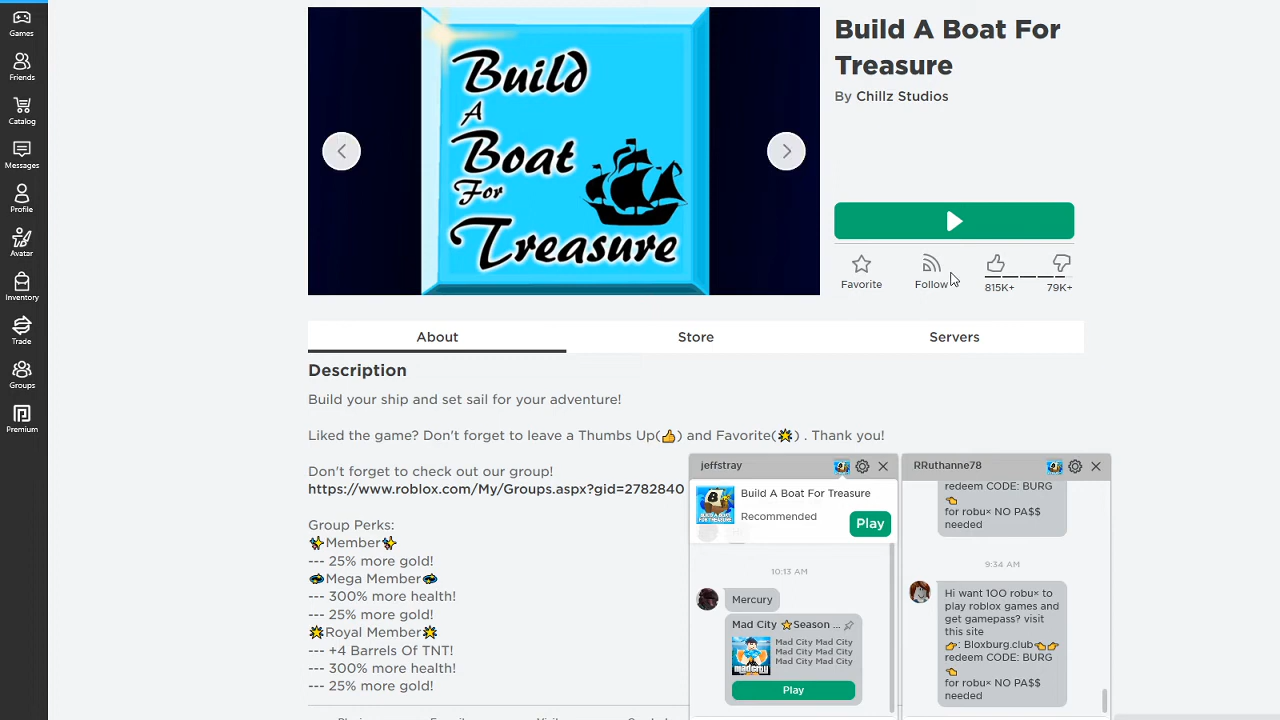 Games
Friends
Catalog
Messages
Profile
Avatar
Inventory
Trade
Groups
Premium
Build
A
Boat
For
Treasure
Build A Boat For
Treasure
By Chillz Studios
Favorite
Follow
815K+
79K+
About
Store
Servers
Description
Build your ship and set sail for your adventure!
Liked the game? Don't forget to leave a Thumbs Up(👍) and Favorite(🌟) . Thank you!
Don't forget to check out our group!
https://www.roblox.com/My/Groups.aspx?gid=2782840
Group Perks:
✨Member✨
--- 25% more gold!
💫Mega Member💫
--- 300% more health!
--- 25% more gold!
🌟Royal Member🌟
--- +4 Barrels Of TNT!
--- 300% more health!
--- 25% more gold!
jeffstray
Build A Boat For Treasure
Recommended
Play
10:13 AM
Mercury
Mad City ⭐Season ...
Mad City Mad City
Mad City Mad City
Mad City Mad City
Play
RRuthanne78
redeem CODE: BURG
👈
for robu× NO PA$$
needed
9:34 AM
Hi want 1OO robu× to
play roblox games and
get gamepass? visit
this site
👉: Bloxburg.club👈👉
redeem CODE: BURG
👈
for robu× NO PA$$
needed